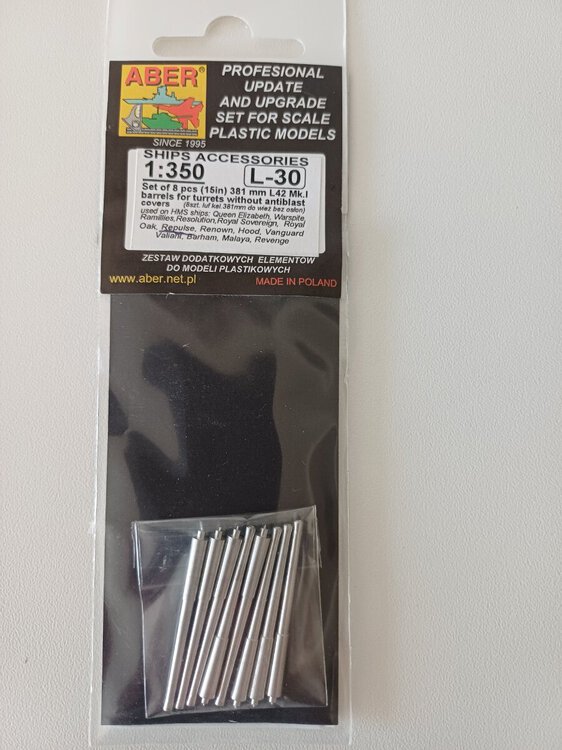 ABER®
SINCE 1995
PROFESIONAL
UPDATE
AND UPGRADE
SET FOR SCALE
PLASTIC MODELS
SHIPS ACCESSORIES
1:350 L-30
Set of 8 pcs (15in) 381 mm L42 Mk.I
barrels for turrets without antiblast
covers (8szt. luf kal.381mm do wież bez osłon)
used on HMS ships: Queen Elizabeth, Warspite,
Ramillies,Resolution,Royal Sovereign, Royal
Oak, Repulse, Renown, Hood, Vanguard
Valiant, Barham, Malaya, Revenge
ZESTAW DODATKOWYCH ELEMENTÓW
DO MODELI PLASTIKOWYCH
www.aber.net.pl MADE IN POLAND